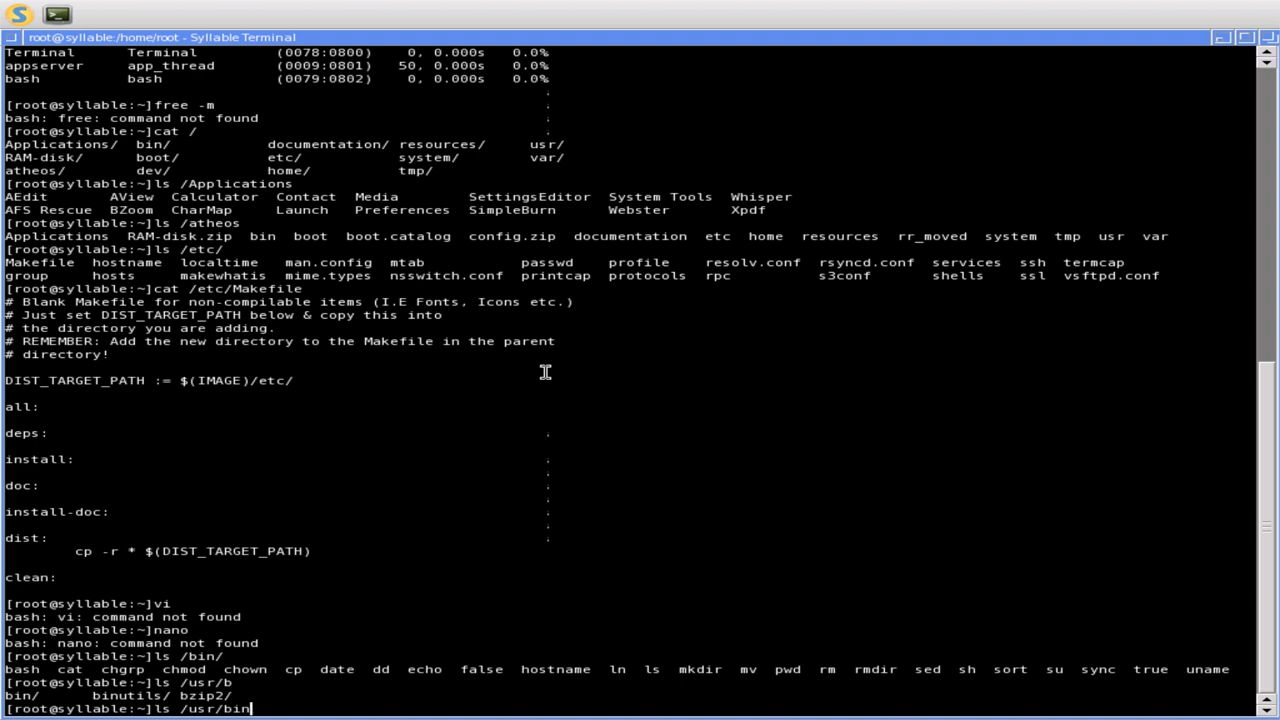 root@syllable:/home/root - Syllable Terminal
Terminal Terminal (0078:0800) 0, 0.000s 0.0%
appserver app_thread (0009:0801) 50, 0.000s 0.0%
bash bash (0079:0802) 0, 0.000s 0.0%
[root@syllable:~]free -m
bash: free: command not found
[root@syllable:~]cat /
Applications/ bin/ documentation/ resources/ usr/
RAM-disk/ boot/ etc/ system/ var/
atheos/ dev/ home/ tmp/
[root@syllable:~]ls /Applications
AEdit AView Calculator Contact Media SettingsEditor System Tools Whisper
AFS Rescue BZoom CharMap Launch Preferences SimpleBurn Webster Xpdf
[root@syllable:~]ls /atheos
Applications RAM-disk.zip bin boot boot.catalog config.zip documentation etc home resources rr_moved system tmp usr var
[root@syllable:~]ls /etc/
Makefile hostname localtime man.config mtab passwd profile resolv.conf rsyncd.conf services ssh termcap
group hosts makewhatis mime.types nsswitch.conf printcap protocols rpc s3conf shells ssl vsftpd.conf
[root@syllable:~]cat /etc/Makefile
# Blank Makefile for non-compilable items (I.E Fonts, Icons etc.)
# Just set DIST_TARGET_PATH below & copy this into
# the directory you are adding.
# REMEMBER: Add the new directory to the Makefile in the parent
# directory!
DIST_TARGET_PATH := $(IMAGE)/etc/
all:
deps:
install:
doc:
install-doc:
dist:
cp -r * $(DIST_TARGET_PATH)
clean:
[root@syllable:~]vi
bash: vi: command not found
[root@syllable:~]nano
bash: nano: command not found
[root@syllable:~]ls /bin/
bash cat chgrp chmod chown cp date dd echo false hostname ln ls mkdir mv pwd rm rmdir sed sh sort su sync true uname
[root@syllable:~]ls /usr/b
bin/ binutils/ bzip2/
[root@syllable:~]ls /usr/bin